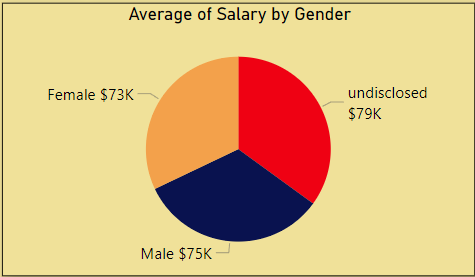 Average of Salary by Gender
Female $73K
undisclosed
$79K
Male $75K